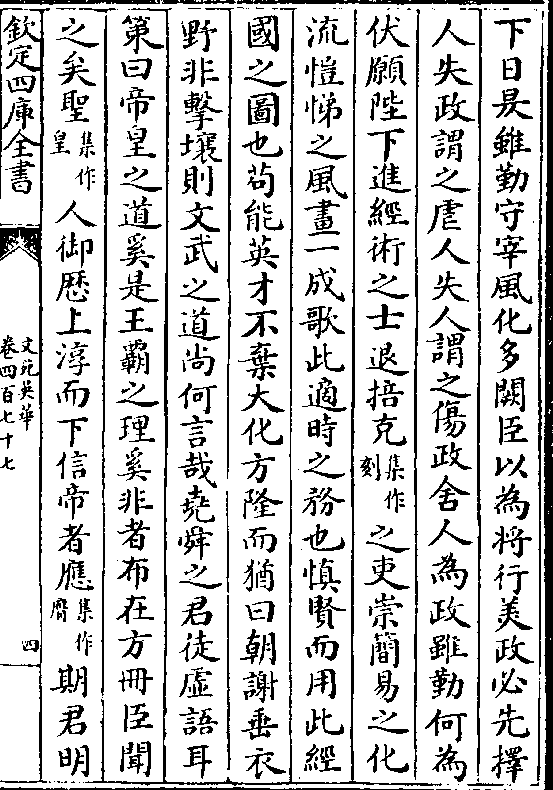 下日昃雖勤守宰風化多闕臣以為將行美政必先擇
人失政謂之虐人失人謂之傷政舍人為政雖勤何為
伏願陛下進經術之士退掊克集作刻之吏崇簡易之化
流愷悌之風畫一成歌此適時之務也慎賢而用此經
國之圖也茍能英才不棄大化方隆而猶曰朝謝垂衣
野非擊壤則文武之道尚何言哉堯舜之君徒虛語耳
第曰帝皇之道奚是王霸之理奚非者布在方冊臣聞
之矣聖集作皇人御歷上淳而下信帝者應集作膺期君明
欽定四庫全書
文苑英華
卷四百七十七
四